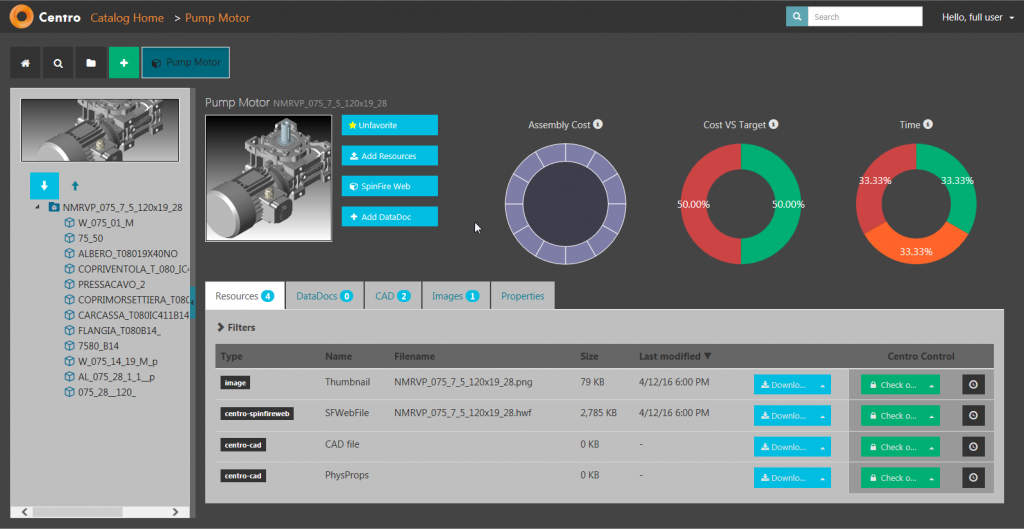 Centro Catalog Home > Pump Motor
Search
Hello, full user
Pump Motor
Pump Motor NMRVP_075_7_5_120x19_28
Unfavorite
Add Resources
SpinFire Web
Add DataDoc
Assembly Cost
Cost VS Target
50.00%
50.00%
Time
33.33%
33.33%
33.33%
NMRVP_075_7_5_120x19_28
W_075_01_M
75_50
ALBERO_T08019X40NO
COPRIVENTOLA_T_080_IC4
PRESSACAVO_2
COPRIMORSETTIERA_T080
CARCASSA_T080IC411B14
FLANGIA_T080B14_
7580_B14
W_075_14_19_M_p
AL_075_28_1_1__p
075_28__120_
Resources 4
DataDocs 0
CAD 2
Images 1
Properties
Filters
Type Name Filename Size Last modified ▼ Centro Control
image Thumbnail NMRVP_075_7_5_120x19_28.png 79 KB 4/12/16 6:00 PM Downlo... Check o...
centro-spinfireweb SFWebFile NMRVP_075_7_5_120x19_28.hwf 2,785 KB 4/12/16 6:00 PM Downlo... Check o...
centro-cad CAD file 0 KB - Downlo... Check o...
centro-cad PhysProps 0 KB - Downlo... Check o...